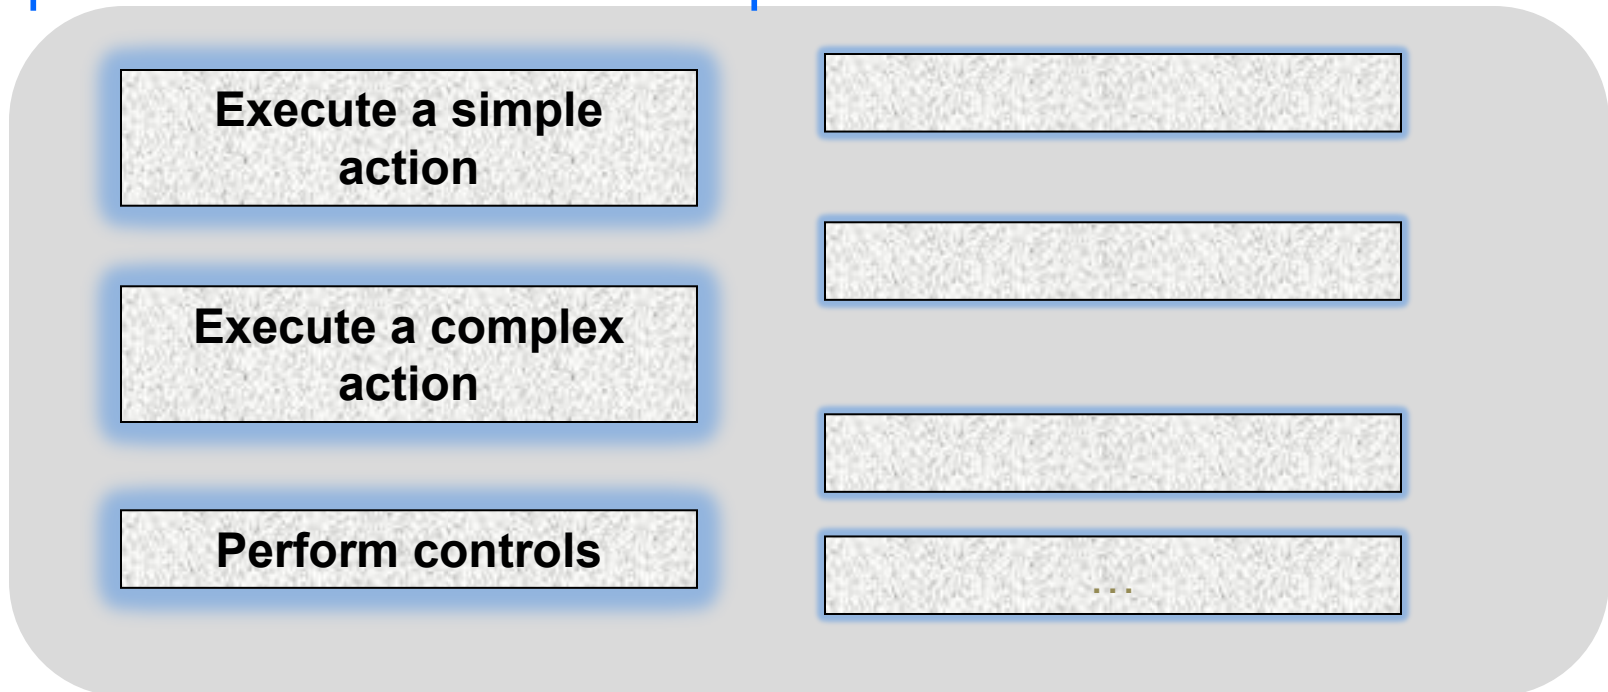 Execute a simple
action
Execute a complex
action
Perform controls
...